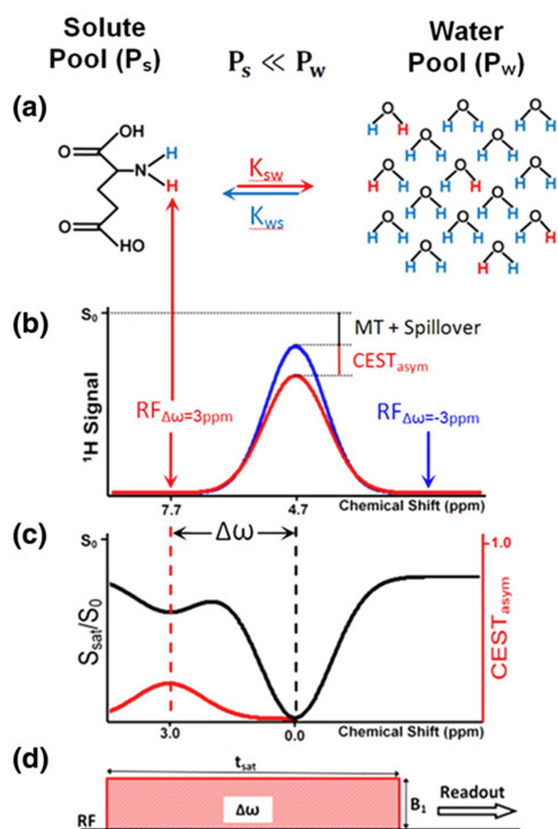 Solute
Pool (Pₛ)
Pₛ ≪ P_w
Water
Pool (P_w)
(a)
OH
O
H
N
H
O
HO
K_sw
K_ws
O O O
H H H H H H
O O
H H H H
O O O
H H H H H H
O O
H H H H
O O O
H H H H H H
O O
H H H H
(b)
S₀
MT + Spillover
CEST_asym
RF_Δω=3ppm
RF_Δω=-3ppm
¹H Signal
7.7
4.7
Chemical Shift (ppm)
(c)
S₀
Δω
1.0
S_sat/S₀
CEST_asym
3.0
0.0
Chemical Shift (ppm)
(d)
t_sat
RF
Δω
B₁
Readout